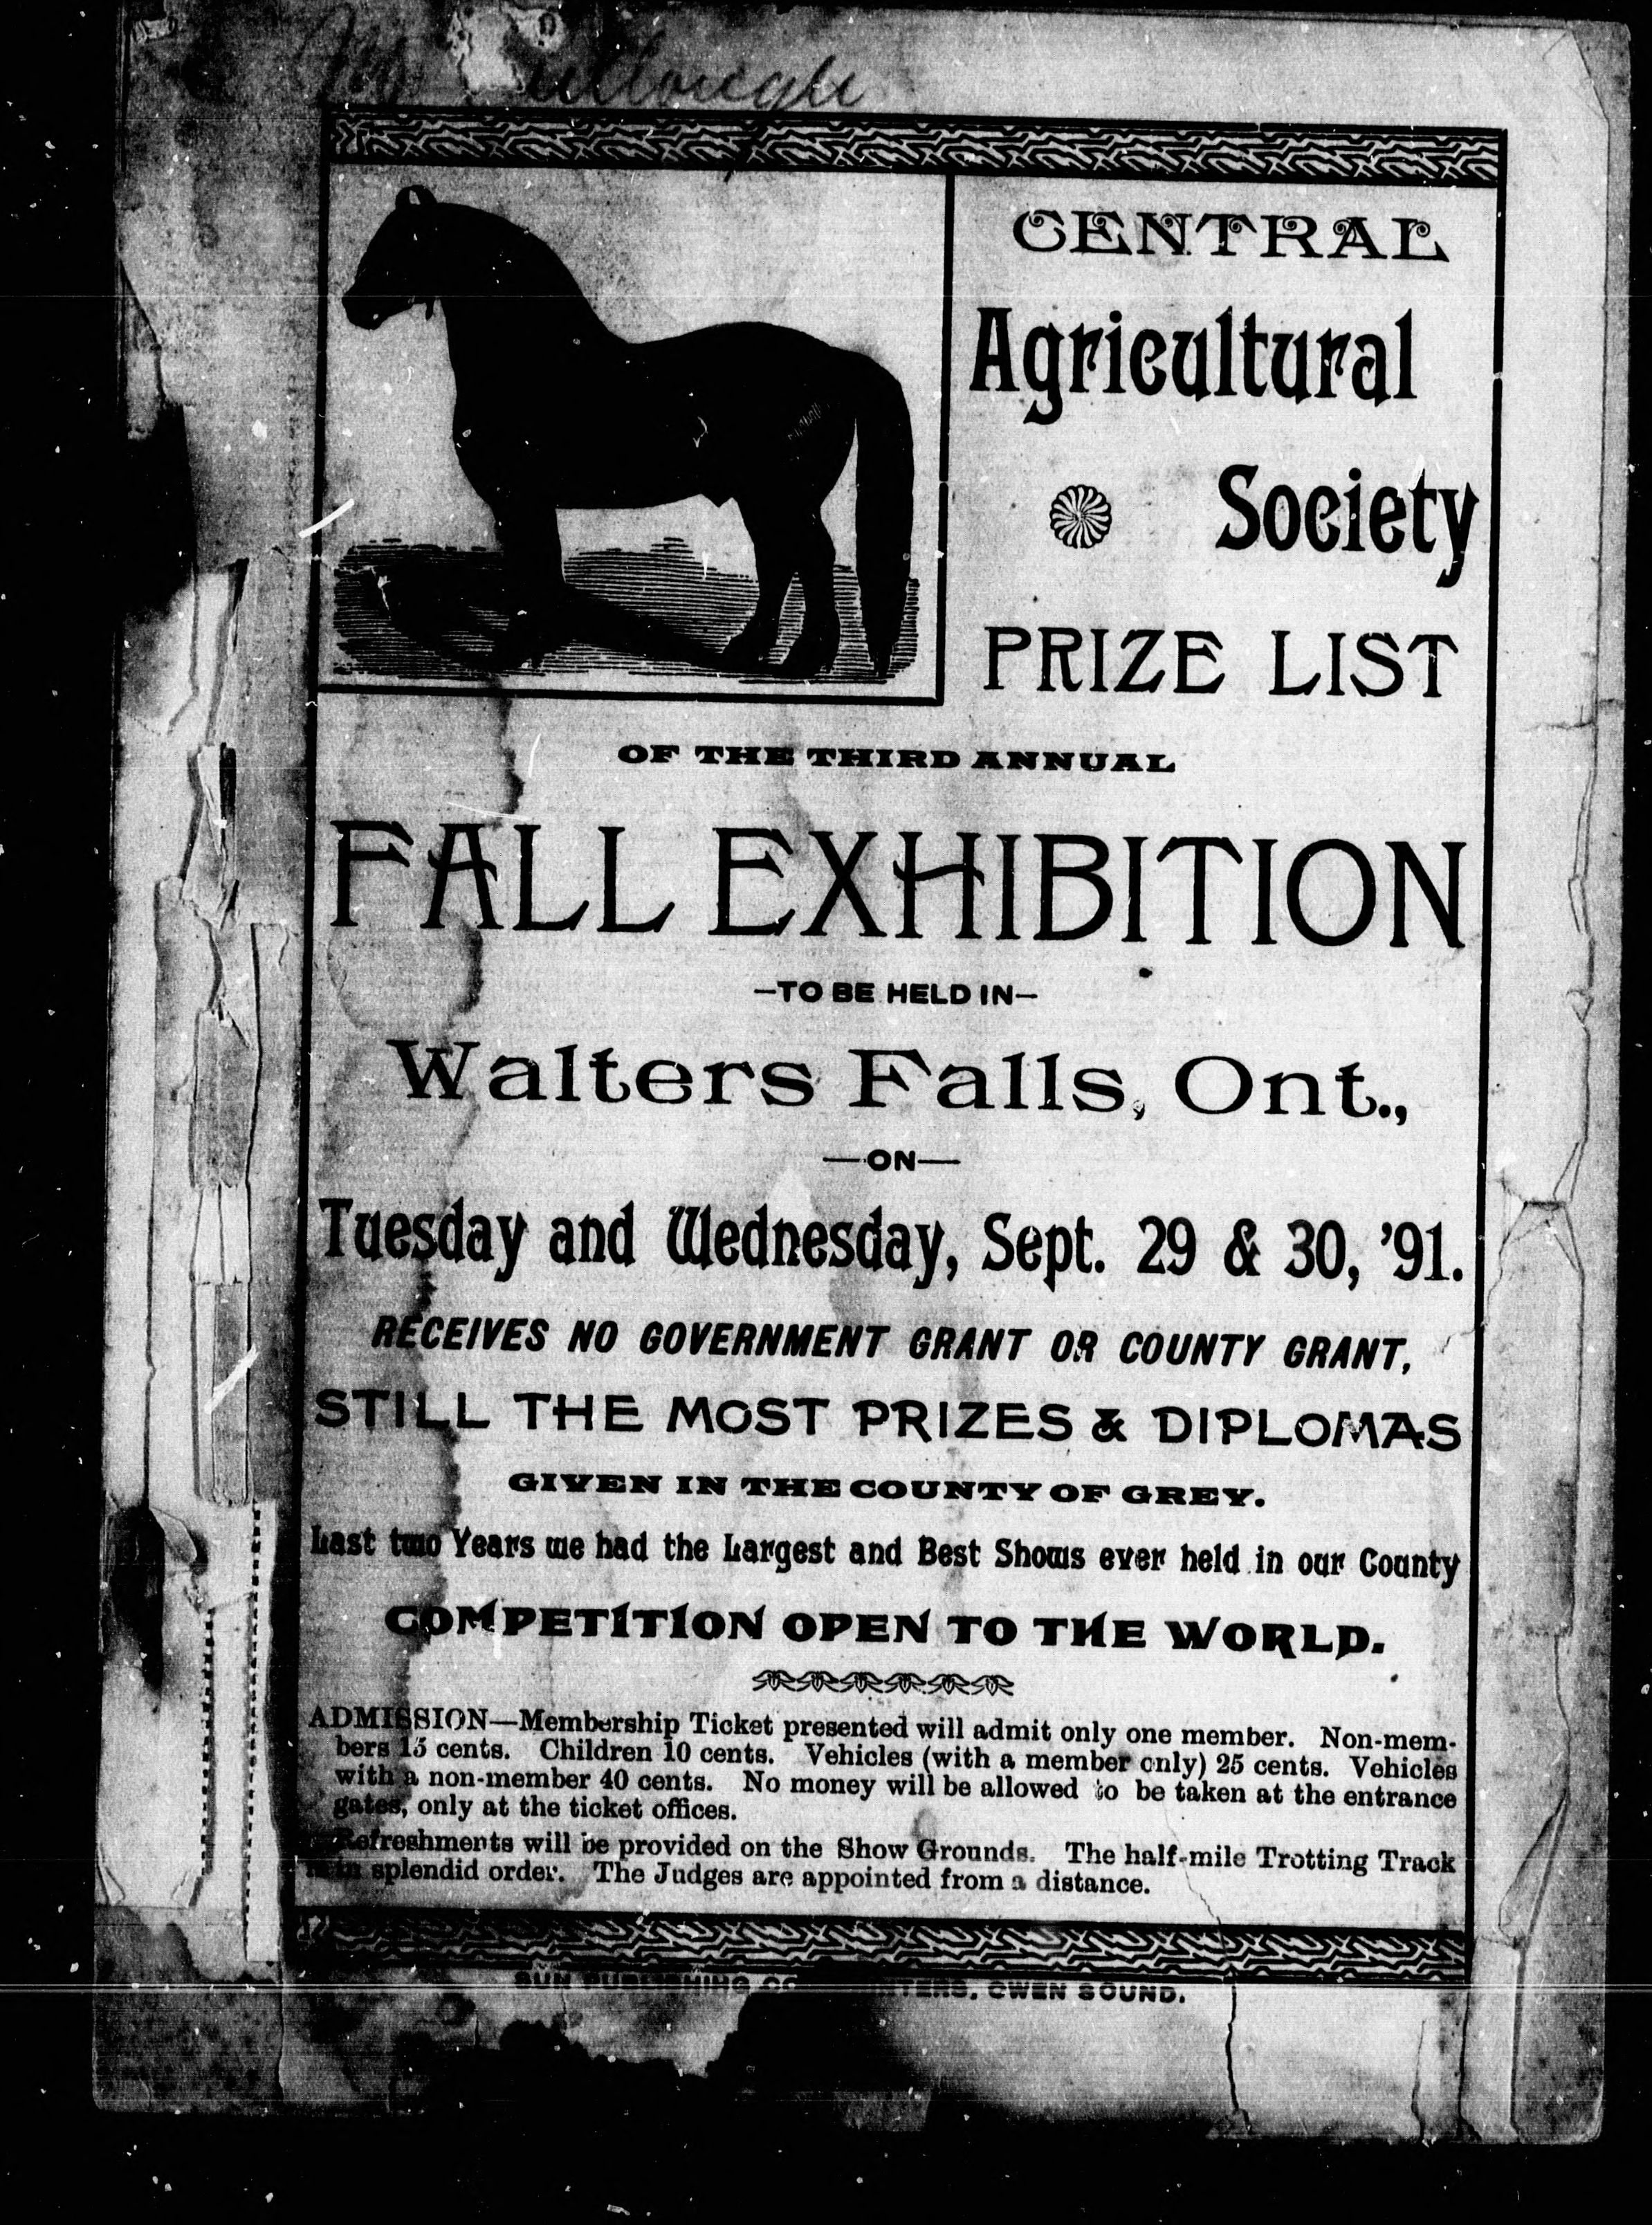 CENTRAL
Agricultural
Society
PRIZE LIST
OF THE THIRD ANNUAL
FALL EXHIBITION
—TO BE HELD IN—
Walters Falls, Ont.,
—ON—
Tuesday and Wednesday, Sept. 29 & 30, '91.
RECEIVES NO GOVERNMENT GRANT OR COUNTY GRANT,
STILL THE MOST PRIZES & DIPLOMAS
GIVEN IN THE COUNTY OF GREY.
Last two Years we had the Largest and Best Shows ever held in our County
COMPETITION OPEN TO THE WORLD.
ADMISSION—Membership Ticket presented will admit only one member. Non-mem-
bers 15 cents. Children 10 cents. Vehicles (with a member only) 25 cents. Vehicles
with a non-member 40 cents. No money will be allowed to be taken at the entrance
gates, only at the ticket offices.
Refreshments will be provided on the Show Grounds. The half-mile Trotting Track
in splendid order. The Judges are appointed from a distance.
SUN PUBLISHING CO OWEN SOUND.